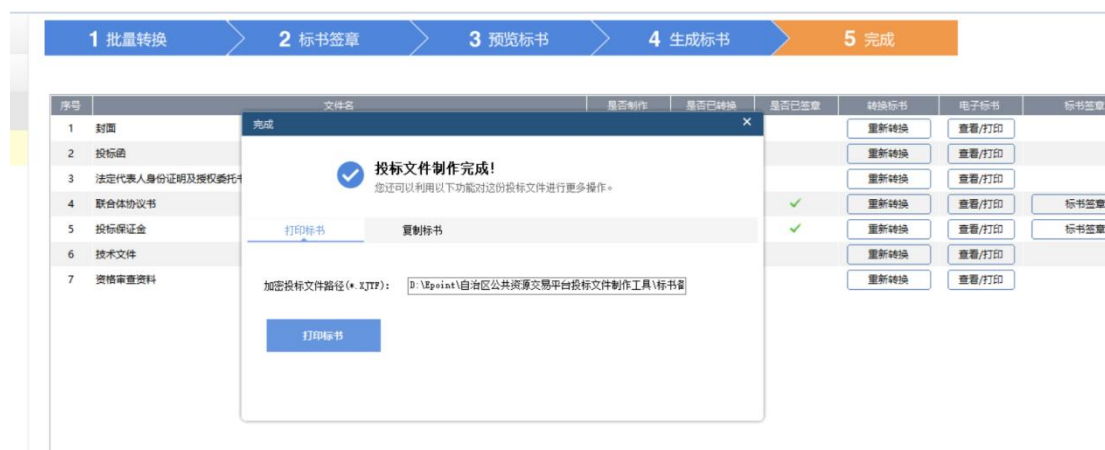 1 批量转换 2 标书签章 3 预览标书 4 生成标书 5 完成
序号 文件名 是否制作 是否已转换 是否已签章 转换标书 电子标书 标书签章
1 封面 重新转换 查看/打印
2 投标函 重新转换 查看/打印
3 法定代表人身份证明及授权委托书 重新转换 查看/打印
4 联合体协议书 重新转换 查看/打印 标书签章
5 投标保证金 重新转换 查看/打印 标书签章
6 技术文件 重新转换 查看/打印
7 资格审查资料 重新转换 查看/打印
完成 ×
投标文件制作完成!
您还可以利用以下功能对这份投标文件进行更多操作。
打印标书 复制标书
加密投标文件路径(*.XJTF): D:\Epoint\自治区公共资源交易平台投标文件制作工具\标书备
打印标书